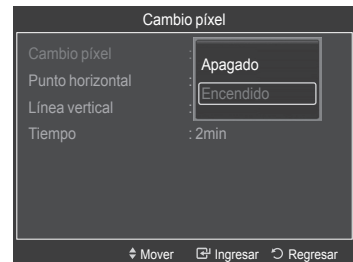 Cambio píxel
Cambio píxel :
Apagado
Punto horizontal :
Encendido
Línea vertical :
Tiempo : 2min
Mover Ingresar Regresar